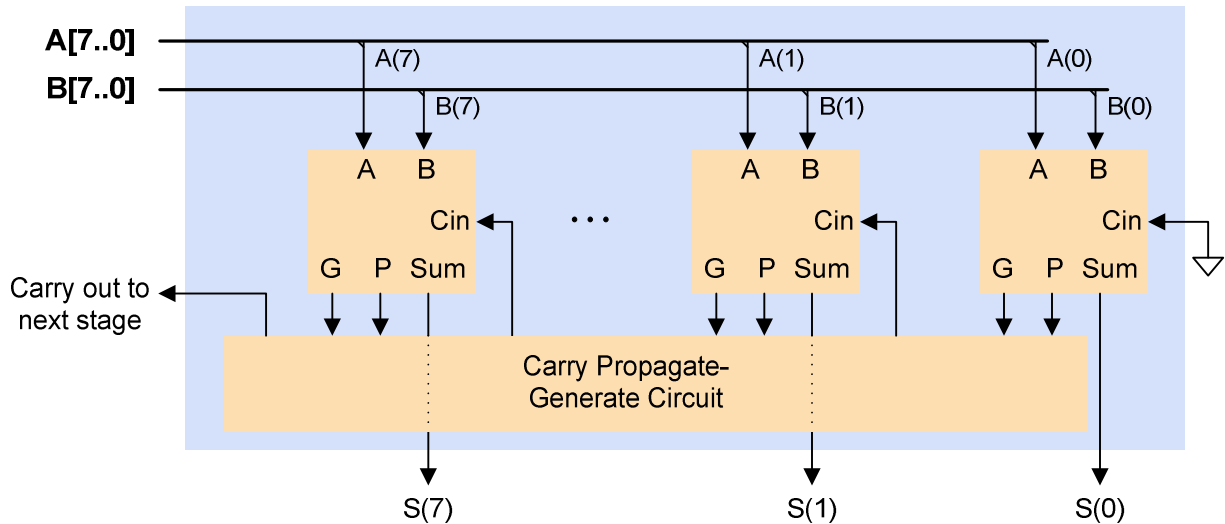 A[7..0]
A(7)
A(1)
A(0)
B[7..0]
B(7)
B(1)
B(0)
A B
A B
A B
Cin
...
Cin
Cin
G P Sum
G P Sum
G P Sum
Carry out to
next stage
Carry Propagate-
Generate Circuit
S(7)
S(1)
S(0)